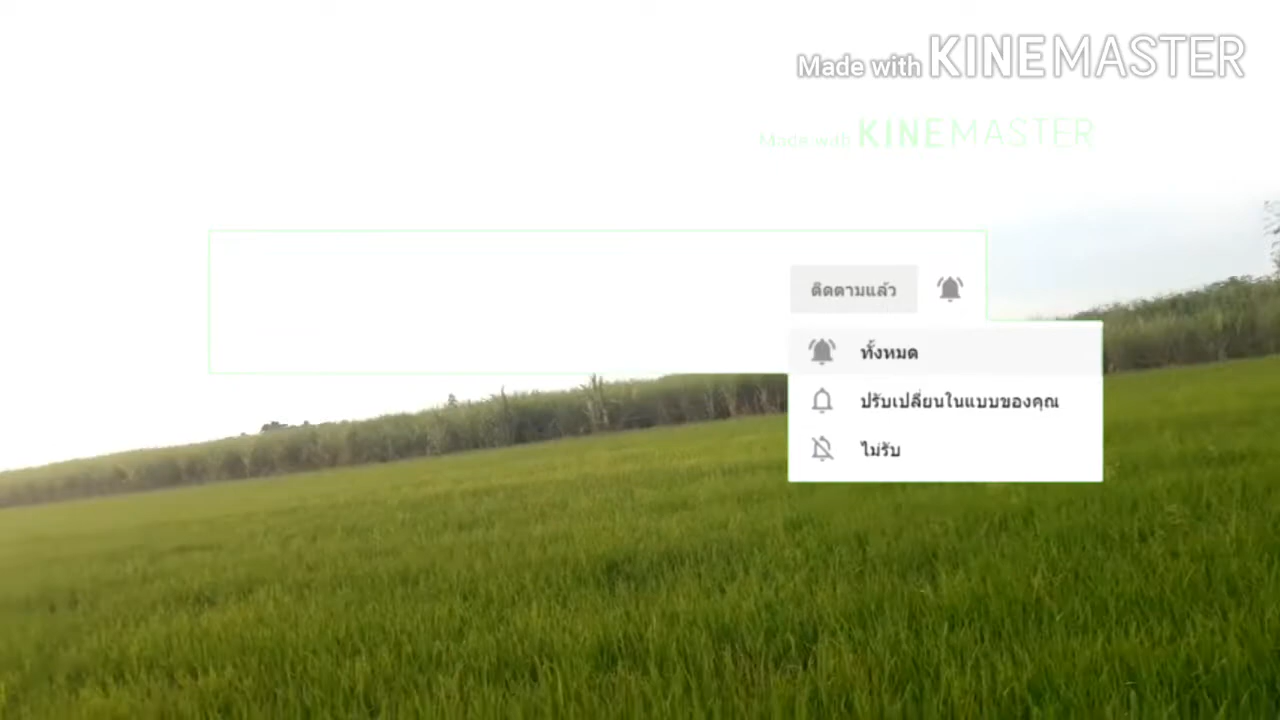 Made with KINEMASTER
Made with KINEMASTER
ติดตามแล้ว
ทั้งหมด
ปรับเปลี่ยนในแบบของคุณ
ไม่รับ